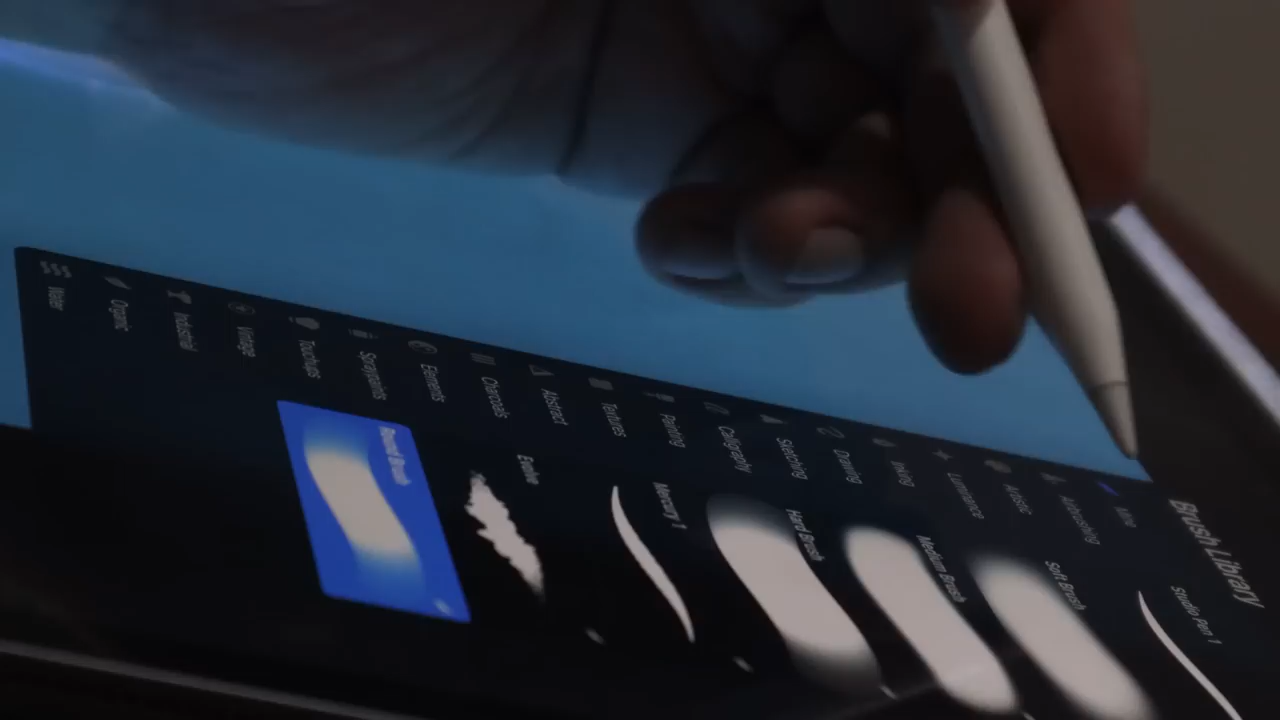 Brush Library
Airbrushing
Artistic
Luminance
Inking
Drawing
Sketching
Calligraphy
Painting
Textures
Abstract
Charcoals
Elements
Spraypaints
Touchups
Vintage
Industrial
Organic
Water
Studio Pen 1
Soft Brush
Medium Brush
Hard Brush
Mercury 1
Round Brush